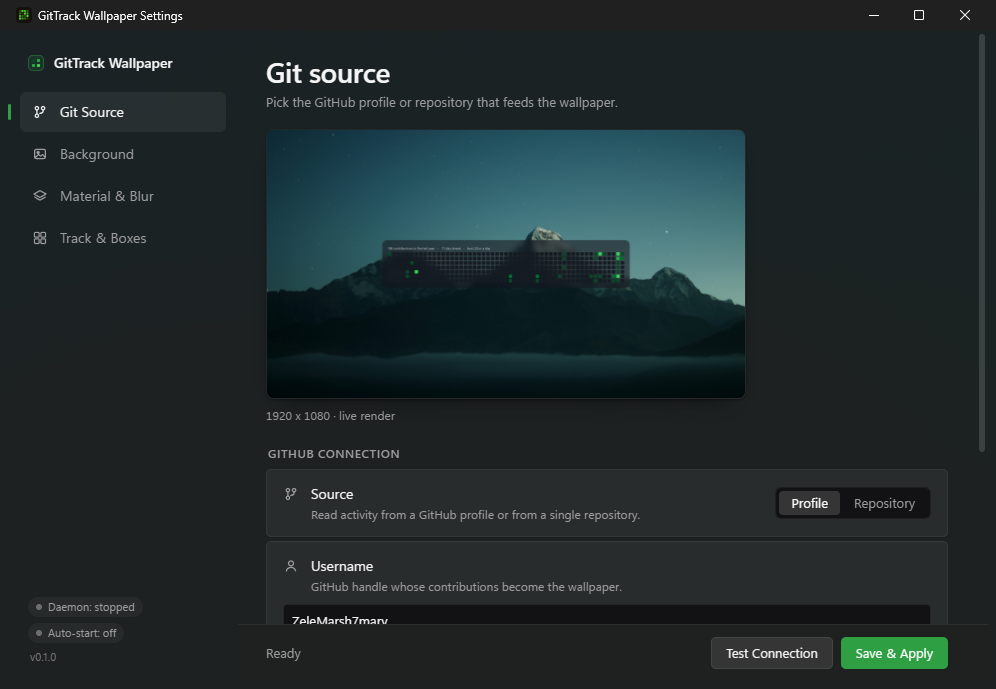 GitTrack Wallpaper Settings
GitTrack Wallpaper
Git Source
Background
Material & Blur
Track & Boxes
Daemon: stopped
Auto-start: off
v0.1.0
Git source
Pick the GitHub profile or repository that feeds the wallpaper.
1920 x 1080 · live render
GITHUB CONNECTION
Source
Read activity from a GitHub profile or from a single repository.
Profile
Repository
Username
GitHub handle whose contributions become the wallpaper.
ZeleMarsh7mary
Ready
Test Connection
Save & Apply